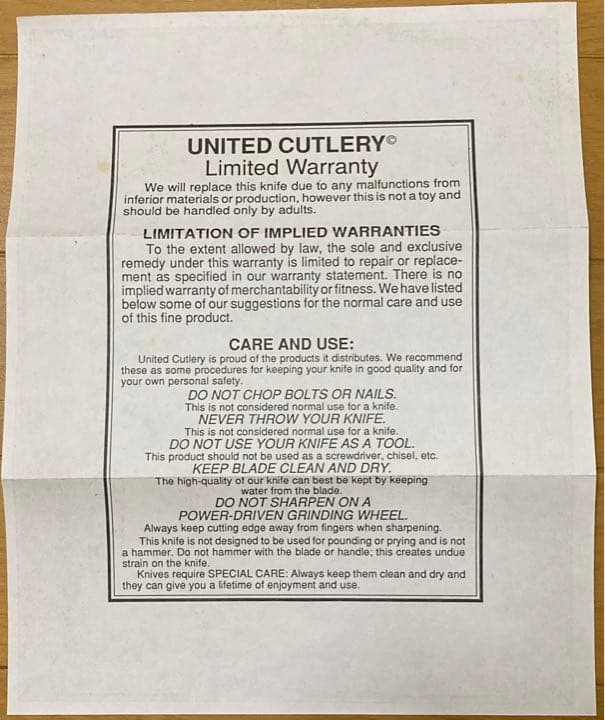 UNITED CUTLERY©
Limited Warranty
We will replace this knife due to any malfunctions from
inferior materials or production, however this is not a toy and
should be handled only by adults.
LIMITATION OF IMPLIED WARRANTIES
To the extent allowed by law, the sole and exclusive
remedy under this warranty is limited to repair or replace-
ment as specified in our warranty statement. There is no
implied warranty of merchantability or fitness. We have listed
below some of our suggestions for the normal care and use
of this fine product.
CARE AND USE:
United Cutlery is proud of the products it distributes. We recommend
these as some procedures for keeping your knife in good quality and for
your own personal safety.
DO NOT CHOP BOLTS OR NAILS.
This is not considered normal use for a knife.
NEVER THROW YOUR KNIFE.
This is not considered normal use for a knife.
DO NOT USE YOUR KNIFE AS A TOOL.
This product should not be used as a screwdriver, chisel, etc.
KEEP BLADE CLEAN AND DRY.
The high-quality of our knife can best be kept by keeping
water from the blade.
DO NOT SHARPEN ON A
POWER-DRIVEN GRINDING WHEEL.
Always keep cutting edge away from fingers when sharpening.
This knife is not designed to be used for pounding or prying and is not
a hammer. Do not hammer with the blade or handle; this creates undue
strain on the knife.
Knives require SPECIAL CARE: Always keep them clean and dry and
they can give you a lifetime of enjoyment and use.